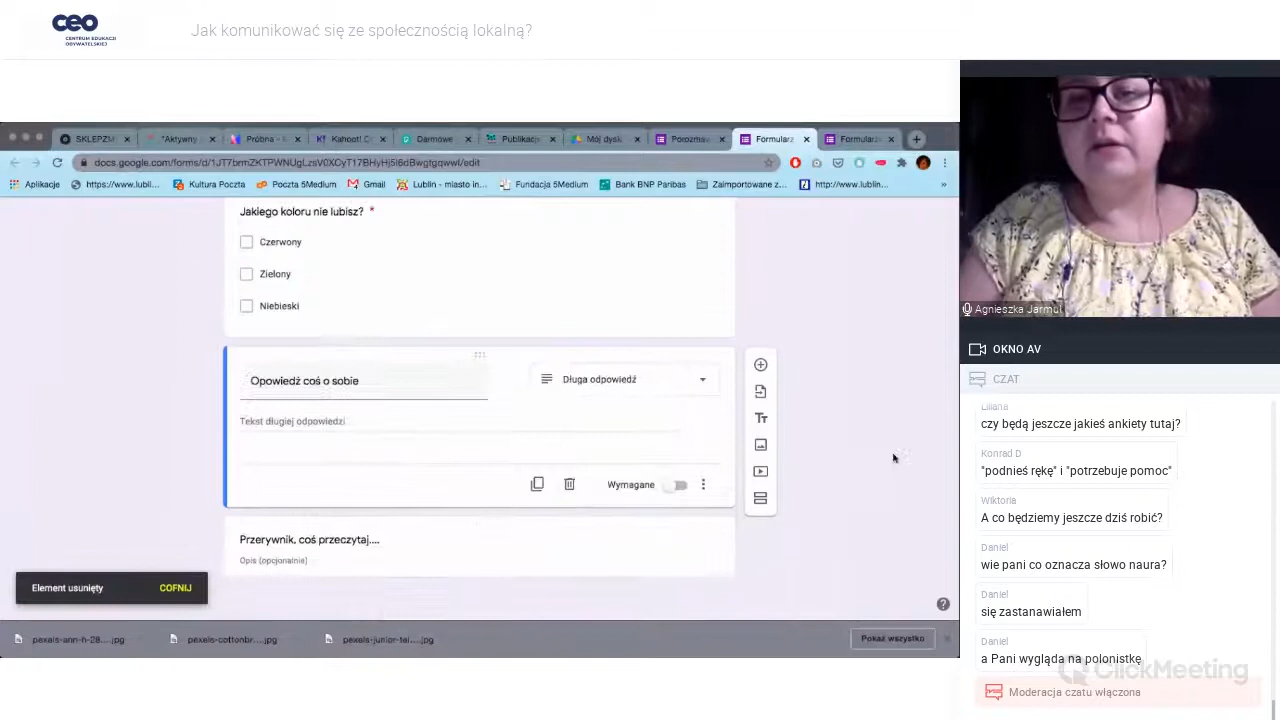 ceo
CENTRUM EDUKACJI
OBYWATELSKIEJ
Jak komunikować się ze społecznością lokalną?
SKLEPZM
"Aktywny
Próbna -
Kahoot!
Darmowe
Publikacj
Mój dysk
Porozma
Formularz
Formularz
docs.google.com/forms/d/
Aplikacje
https://www.lubli...
Kultura Poczta
Poczta 5Medium
Gmail
Lublin - miasto in...
Fundacja 5Medium
Bank BNP Paribas
Zaimportowane z...
http://www.lublin...
»
Jakiego koloru nie lubisz? *
Czerwony
Zielony
Niebieski
Opowiedź coś o sobie
Długa odpowiedź
Tekst długiej odpowiedzi
Wymagane
Przerywnik, coś przeczytaj....
Opis (opcjonalnie)
Element usunięty
COFNIJ
pexels-ann-h-28....jpg
pexels-cottonbr....jpg
pexels-junior-tei....jpg
Pokaż wszystko
Agnieszka Jarmuł
OKNO AV
CZAT
Liliana
czy będą jeszcze jakieś ankiety tutaj?
Konrad D
"podnieś rękę" i "potrzebuje pomoc"
Wiktoria
A co będziemy jeszcze dziś robić?
Daniel
wie pani co oznacza słowo naura?
Daniel
się zastanawiałem
Daniel
a Pani wygląda na polonistkę
ClickMeeting
Moderacja czatu włączona